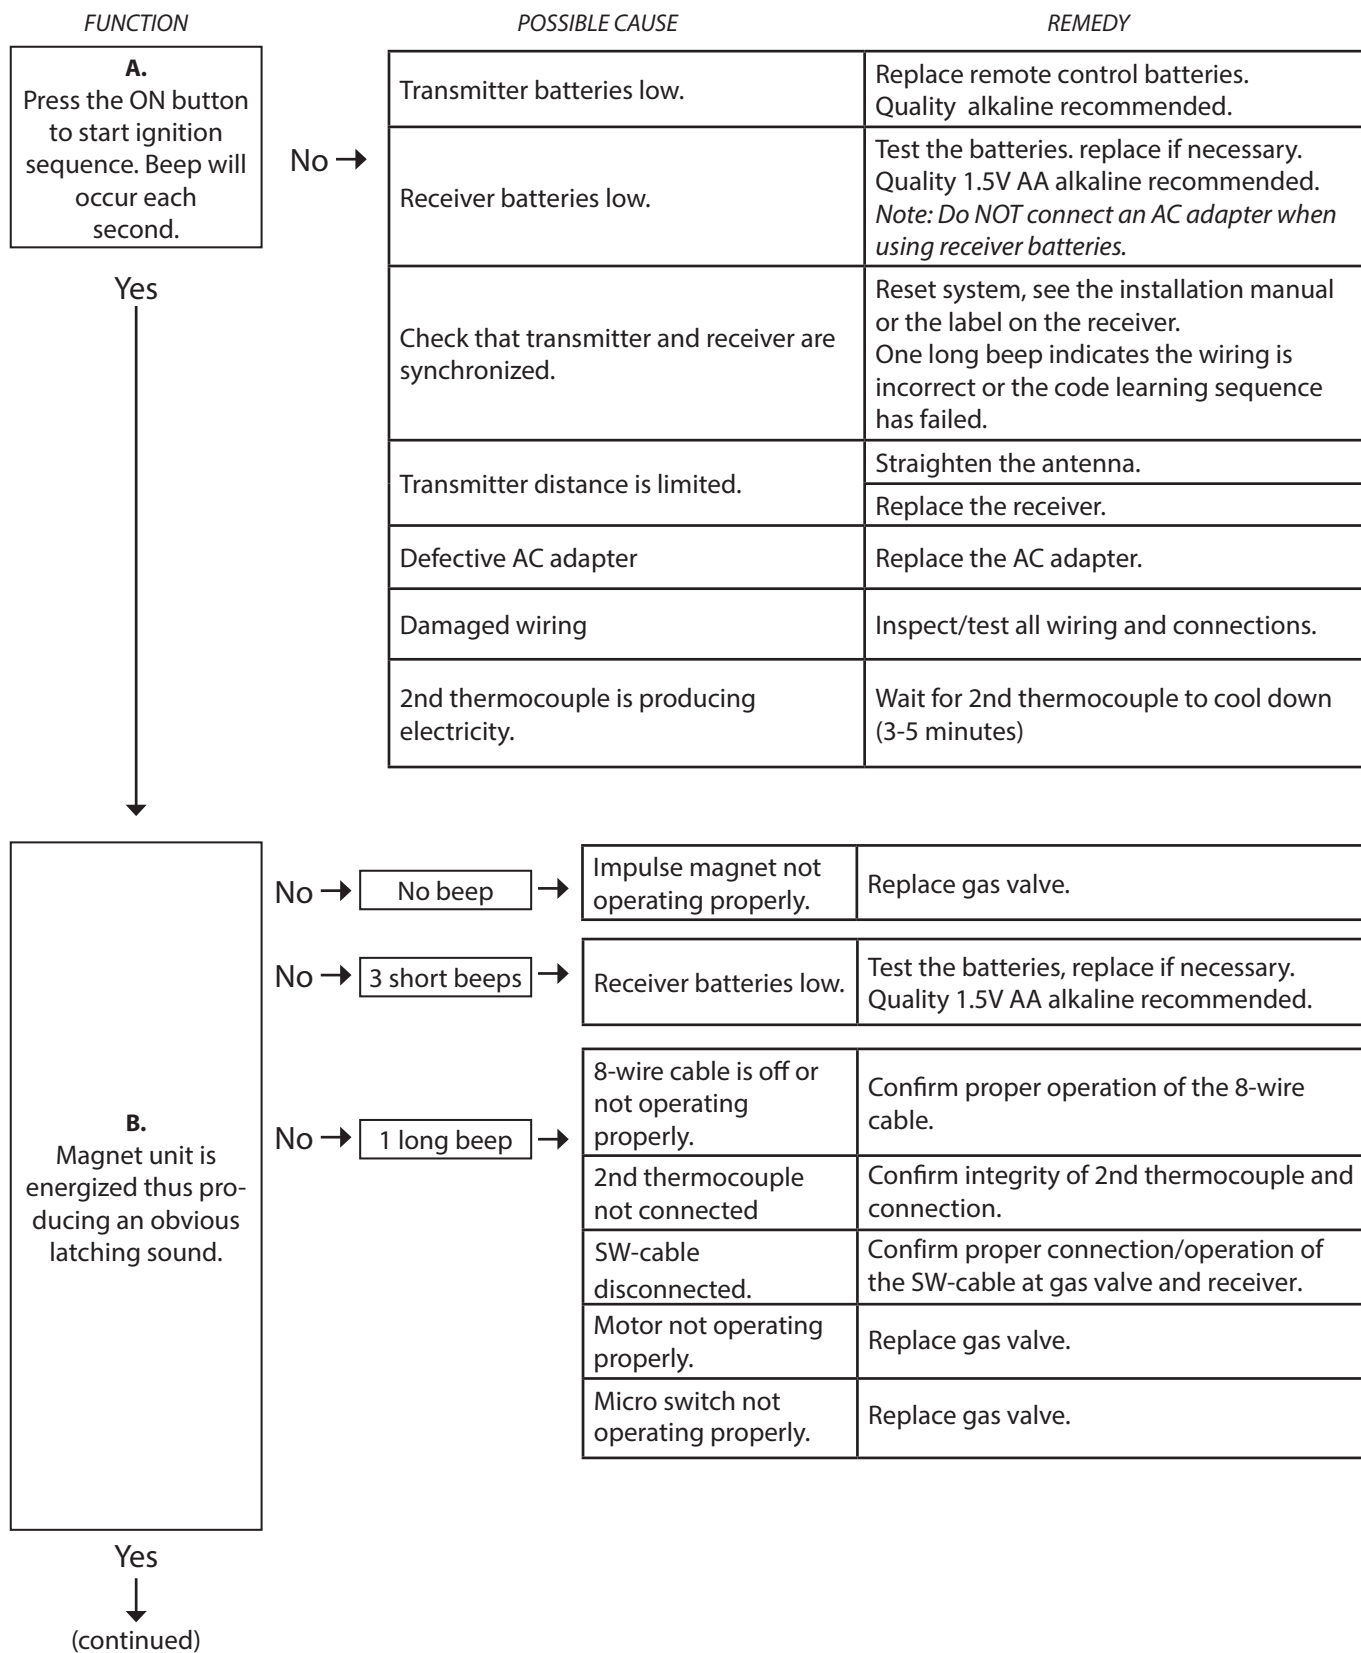 FUNCTION
POSSIBLE CAUSE
REMEDY
A.
Press the ON button
to start ignition
sequence. Beep will
occur each
second.
No
Transmitter batteries low.
Replace remote control batteries.
Quality alkaline recommended.
Receiver batteries low.
Test the batteries. replace if necessary.
Quality 1.5V AA alkaline recommended.
Note: Do NOT connect an AC adapter when
using receiver batteries.
Check that transmitter and receiver are
synchronized.
Reset system, see the installation manual
or the label on the receiver.
One long beep indicates the wiring is
incorrect or the code learning sequence
has failed.
Transmitter distance is limited.
Straighten the antenna.
Replace the receiver.
Defective AC adapter
Replace the AC adapter.
Damaged wiring
Inspect/test all wiring and connections.
2nd thermocouple is producing
electricity.
Wait for 2nd thermocouple to cool down
(3-5 minutes)
Yes
B.
Magnet unit is
energized thus pro-
ducing an obvious
latching sound.
No
No beep
Impulse magnet not
operating properly.
Replace gas valve.
No
3 short beeps
Receiver batteries low.
Test the batteries, replace if necessary.
Quality 1.5V AA alkaline recommended.
No
1 long beep
8-wire cable is off or
not operating
properly.
Confirm proper operation of the 8-wire
cable.
2nd thermocouple
not connected
Confirm integrity of 2nd thermocouple and
connection.
SW-cable
disconnected.
Confirm proper connection/operation of
the SW-cable at gas valve and receiver.
Motor not operating
properly.
Replace gas valve.
Micro switch not
operating properly.
Replace gas valve.
Yes
(continued)